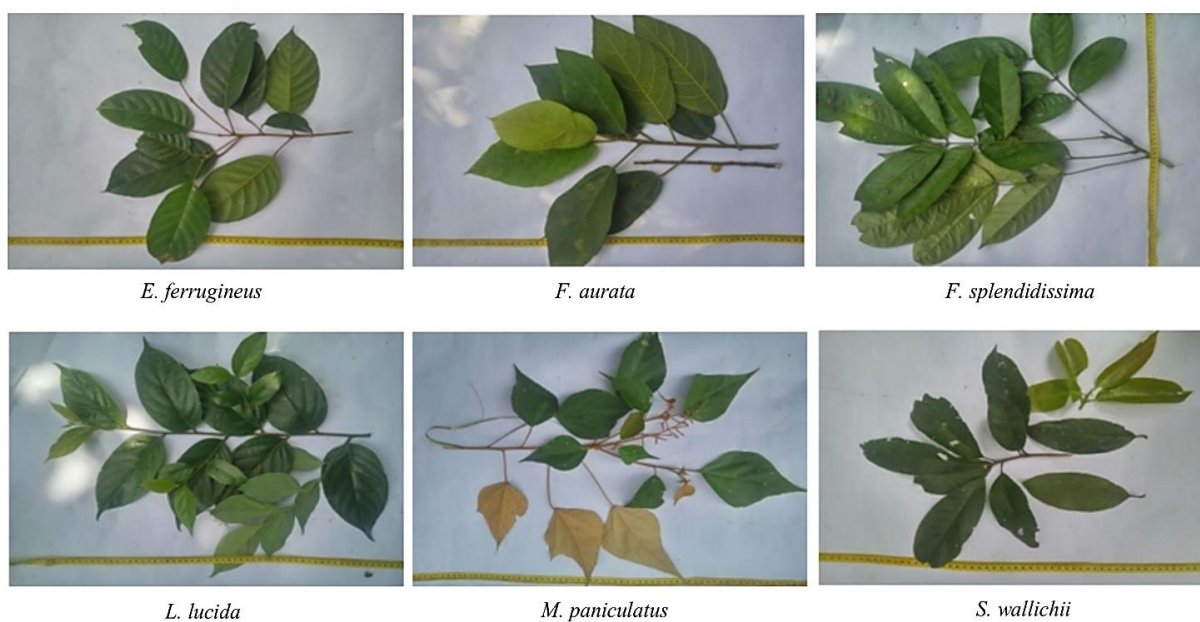 E. ferrugineus
F. aurata
F. splendidissima
L. lucida
M. paniculatus
S. wallichii